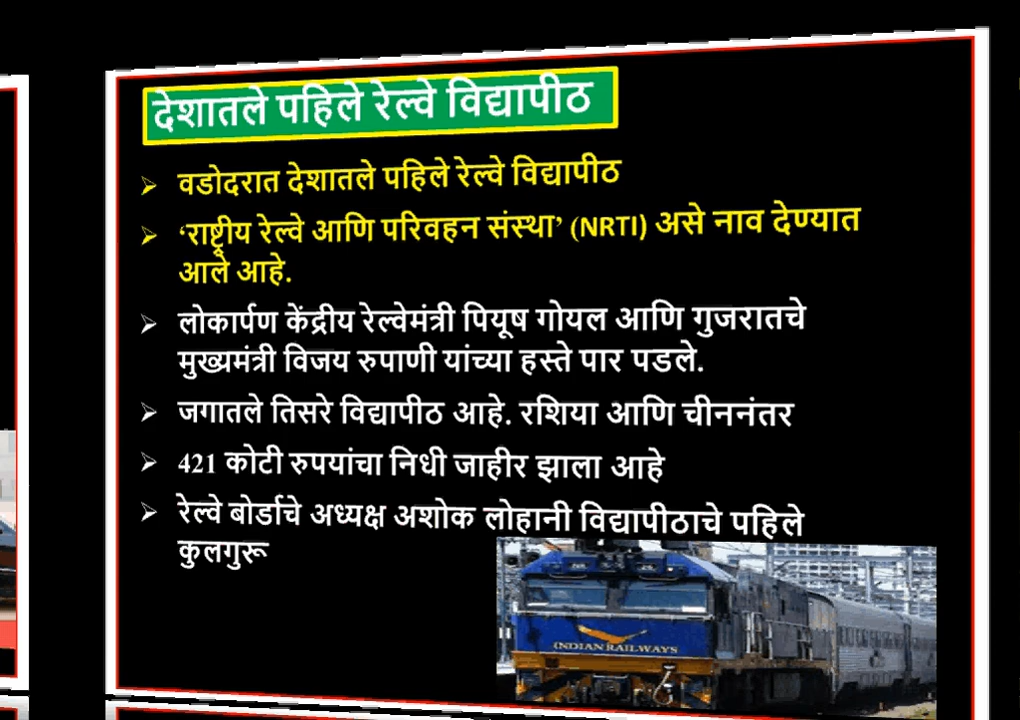 देशातले पहिले रेल्वे विद्यापीठ
वडोदरात देशातले पहिले रेल्वे विद्यापीठ
‘राष्ट्रीय रेल्वे आणि परिवहन संस्था’ (NRTI) असे नाव देण्यात
आले आहे.
लोकार्पण केंद्रीय रेल्वेमंत्री पियूष गोयल आणि गुजरातचे
मुख्यमंत्री विजय रुपाणी यांच्या हस्ते पार पडले.
जगातले तिसरे विद्यापीठ आहे. रशिया आणि चीननंतर
421 कोटी रुपयांचा निधी जाहीर झाला आहे
रेल्वे बोर्डाचे अध्यक्ष अशोक लोहानी विद्यापीठाचे पहिले
कुलगुरू
INDIAN RAILWAYS